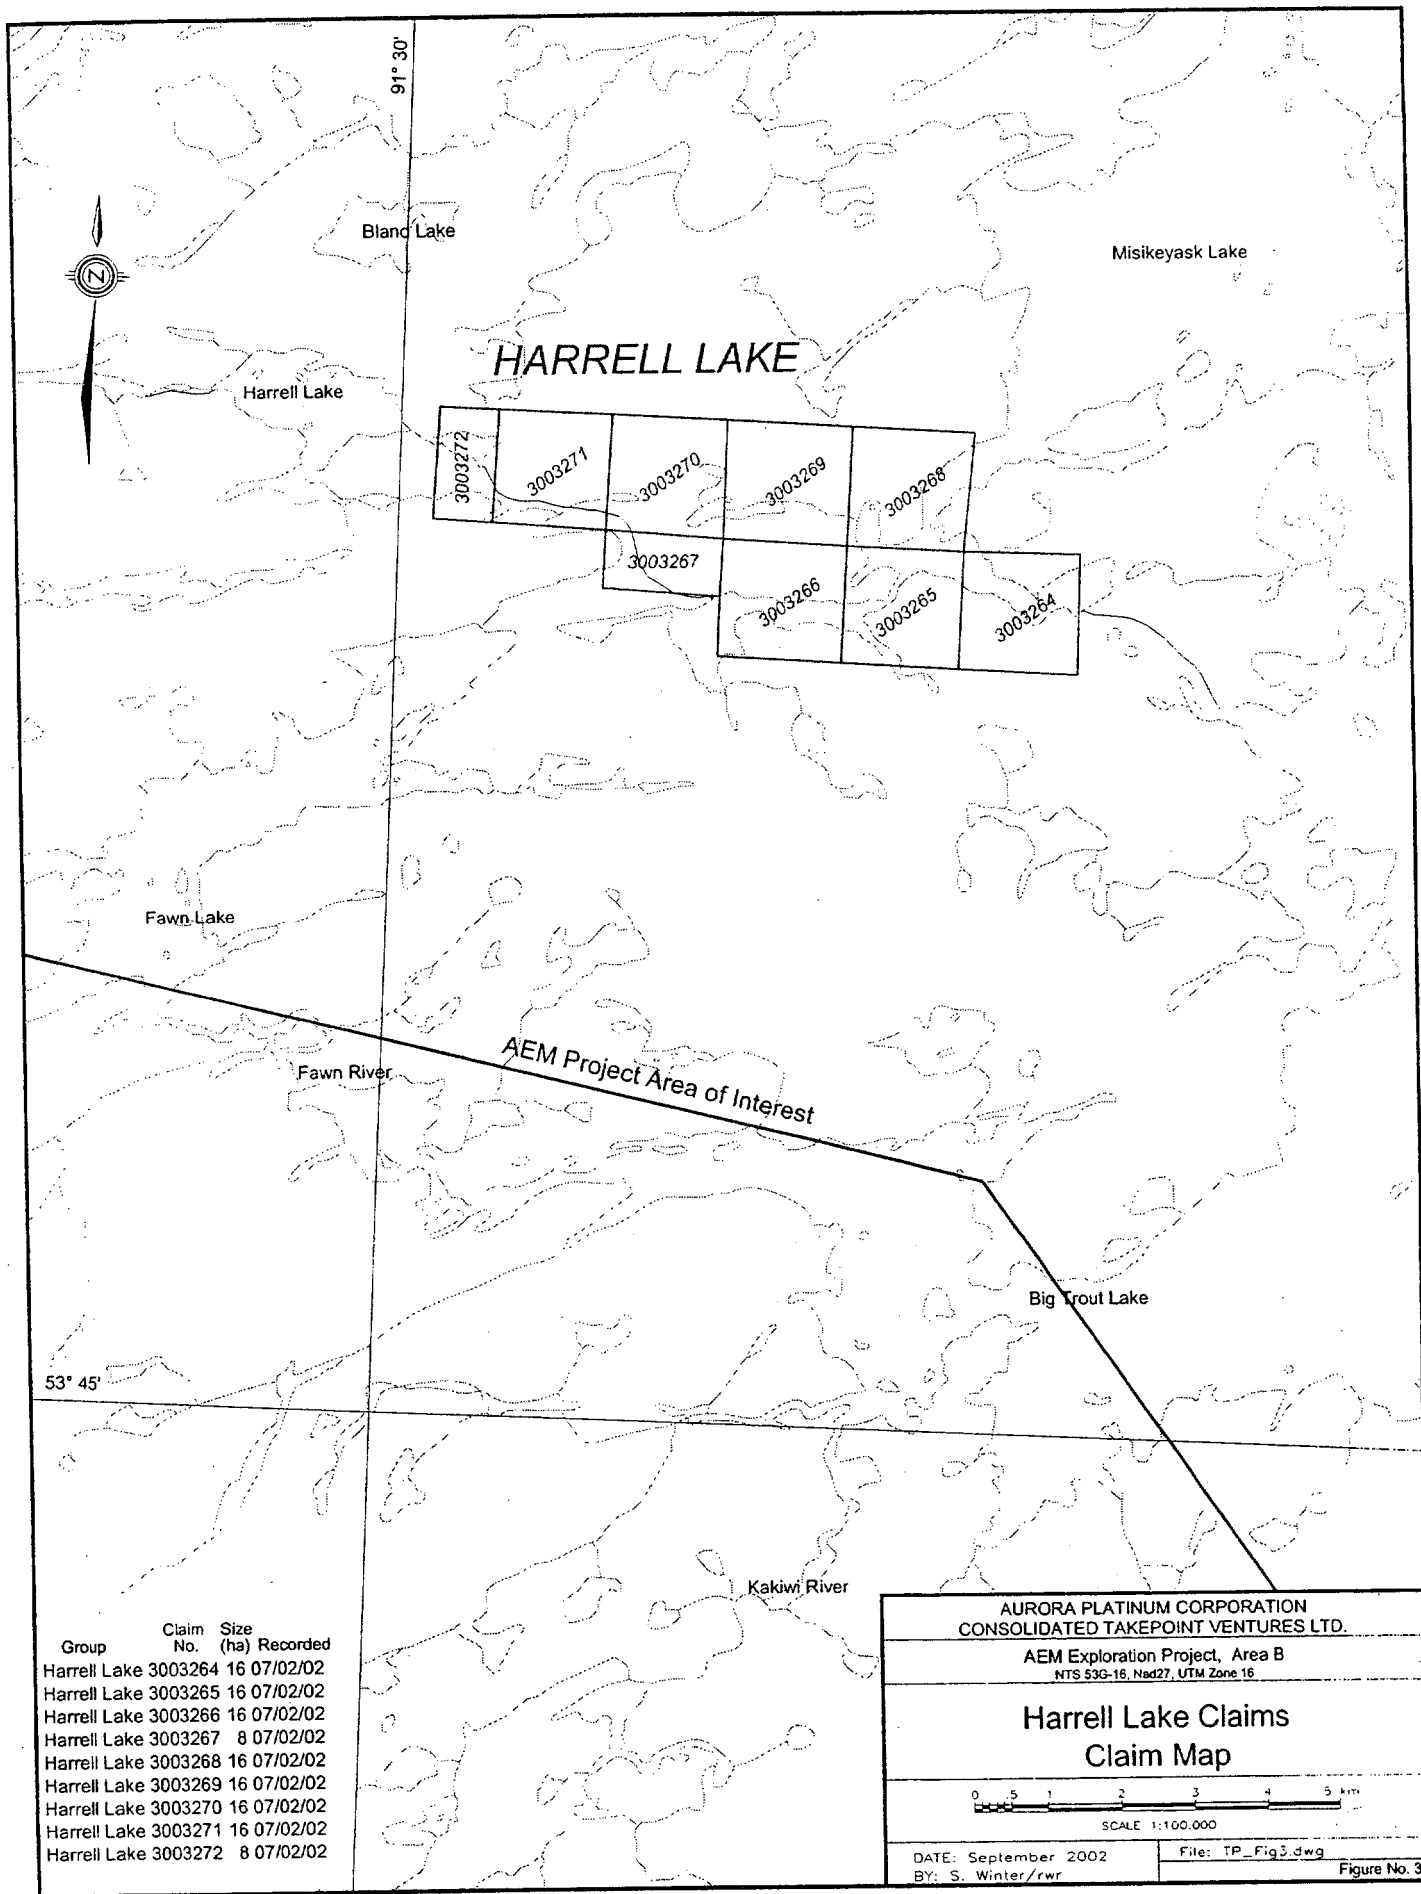 91° 30'
Bland Lake
Misikeyask Lake
N
HARRELL LAKE
Harrell Lake
3003272
3003271
3003270
3003269
3003268
3003267
3003266
3003265
3003264
Fawn Lake
AEM Project Area of Interest
Fawn River
Big Trout Lake
53° 45'
Kakiwi River
Group Claim No. Size (ha) Recorded
Harrell Lake 3003264 16 07/02/02
Harrell Lake 3003265 16 07/02/02
Harrell Lake 3003266 16 07/02/02
Harrell Lake 3003267 8 07/02/02
Harrell Lake 3003268 16 07/02/02
Harrell Lake 3003269 16 07/02/02
Harrell Lake 3003270 16 07/02/02
Harrell Lake 3003271 16 07/02/02
Harrell Lake 3003272 8 07/02/02
AURORA PLATINUM CORPORATION
CONSOLIDATED TAKEPOINT VENTURES LTD.
AEM Exploration Project, Area B
NTS 53G-16, Nad27, UTM Zone 16
Harrell Lake Claims
Claim Map
0 .5 1 2 3 4 5 km
SCALE 1:100,000
DATE: September 2002
BY: S. Winter/rwr
File: TP_Fig3.dwg
Figure No. 3